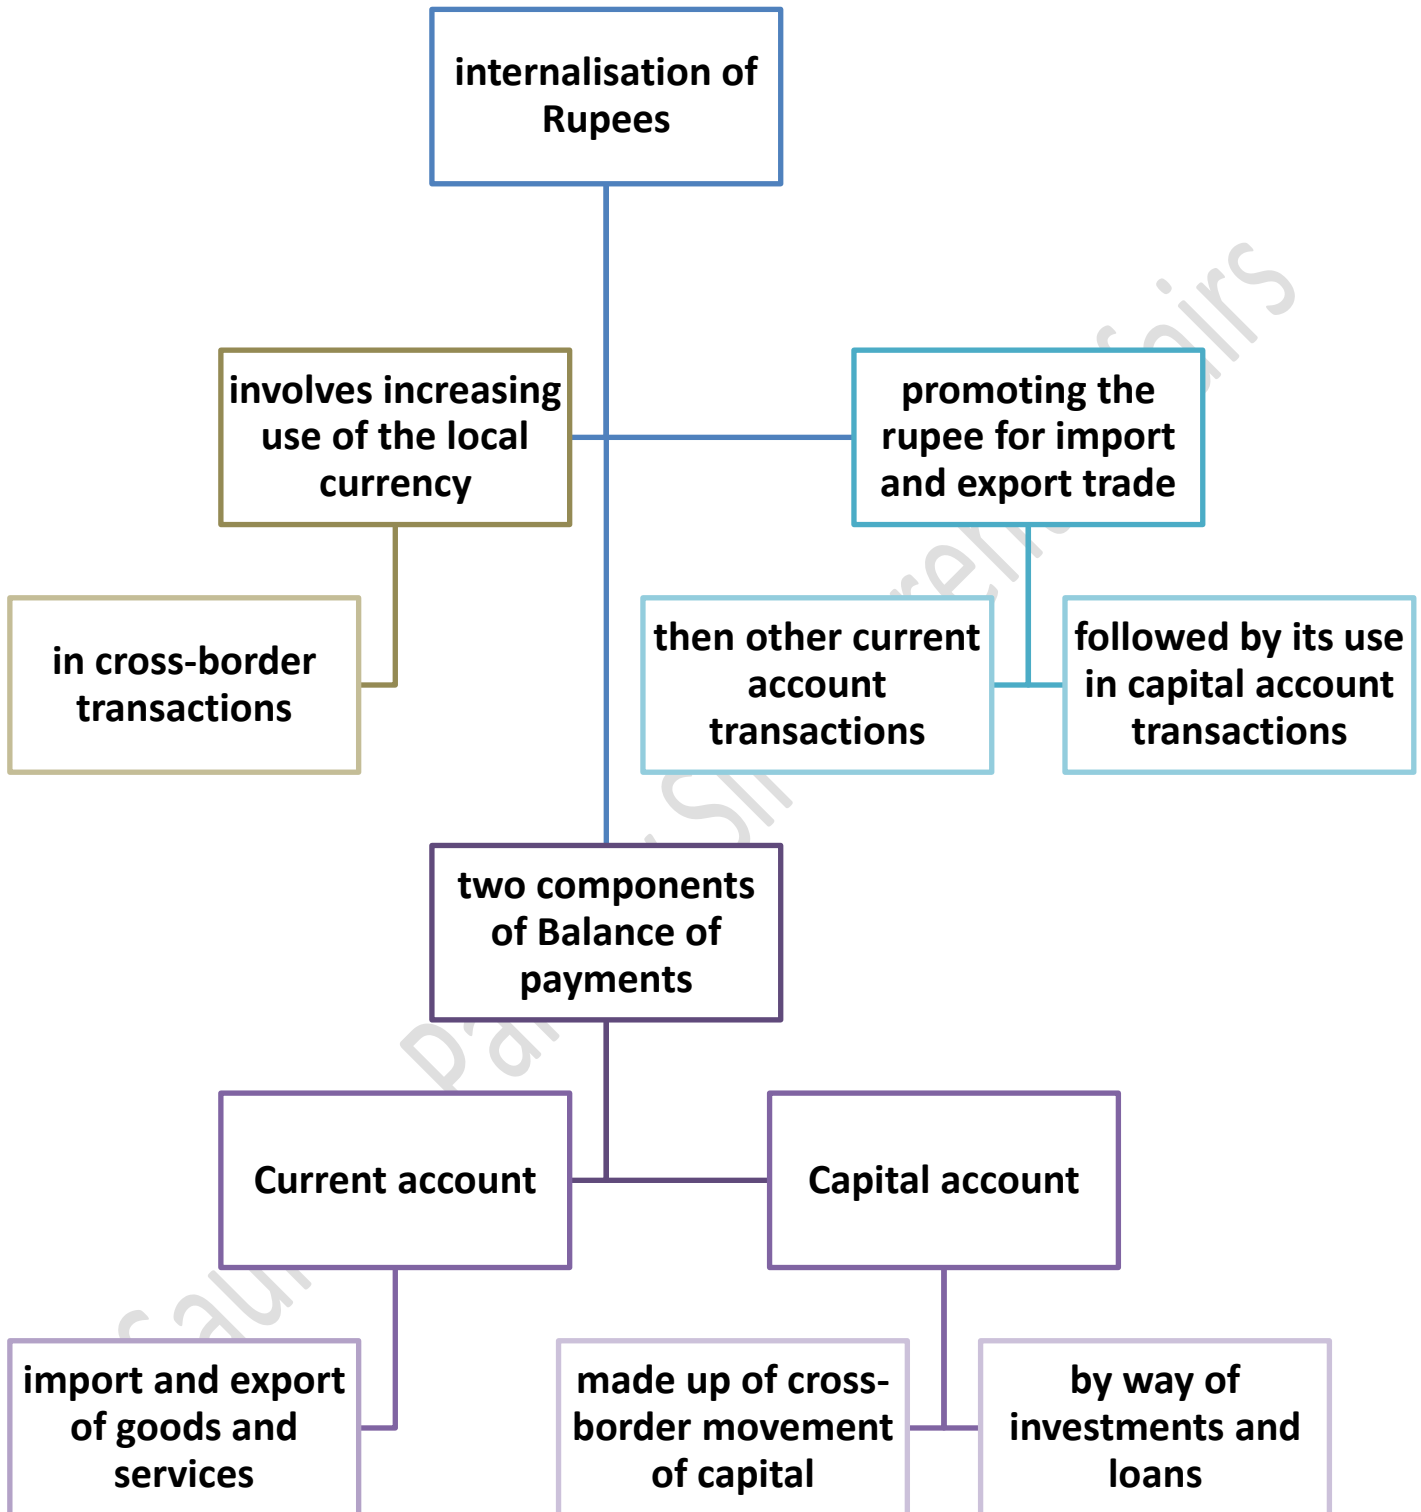 internalisation of
Rupees
involves increasing
use of the local
currency
promoting the
rupee for import
and export trade
in cross-border
transactions
then other current
account
transactions
followed by its use
in capital account
transactions
two components
of Balance of
payments
Current account
Capital account
import and export
of goods and
services
made up of cross-
border movement
of capital
by way of
investments and
loans